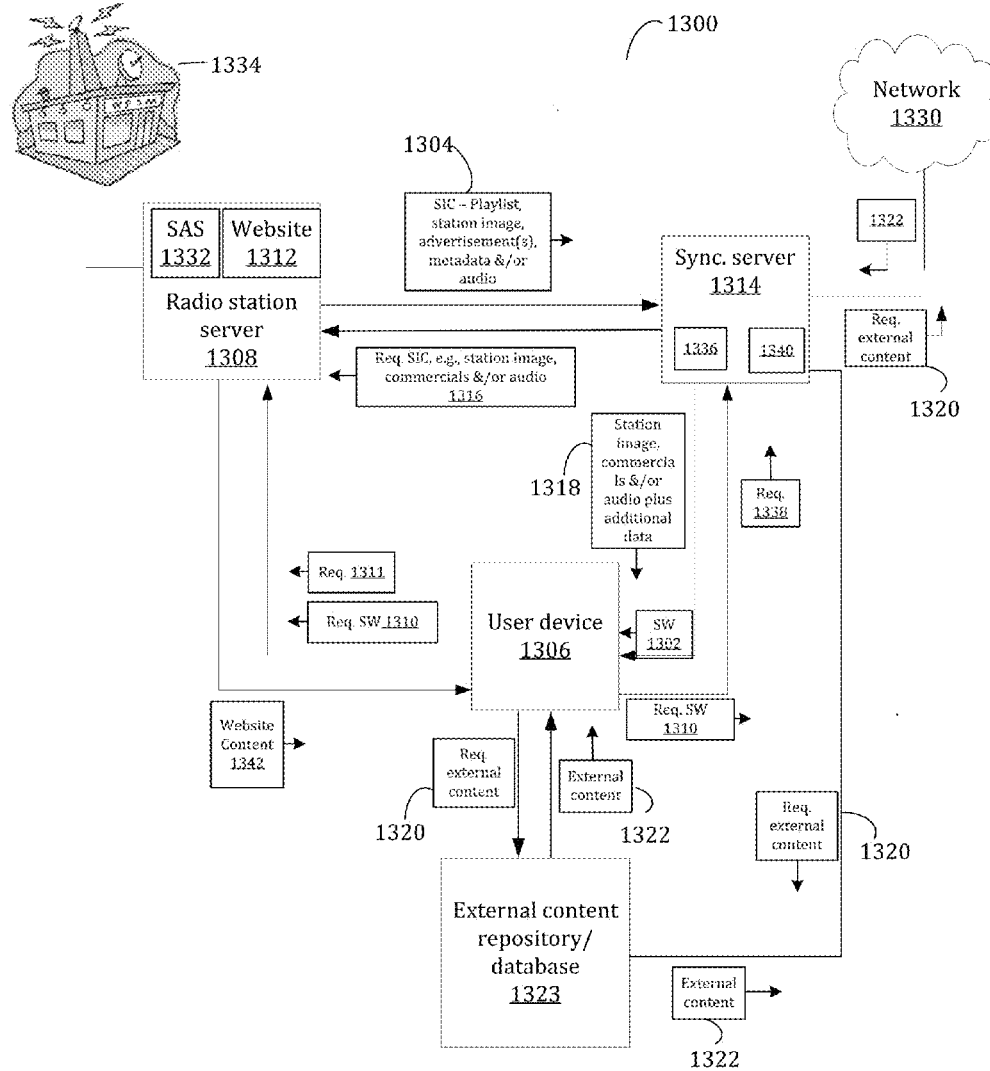 1300
1334
Network
1330
1304
SIC – Playlist,
station image,
advertisement(s),
metadata &/or
audio
1322
SAS
1332
Website
1312
Radio station
server
1308
Sync. server
1314
1336
1340
Req.
external
content
1320
Req. SIC, e.g., station image,
commercials &/or audio
1316
Station
image,
commercia
ls &/or
audio plus
additional
data
1318
Req.
1338
Req. 1311
Req. SW 1310
User device
1306
SW
1302
Req. SW
1310
Website
Content
1342
Req.
external
content
1320
External
content
1322
Req.
external
content
1320
External content
repository/
database
1323
External
content
1322